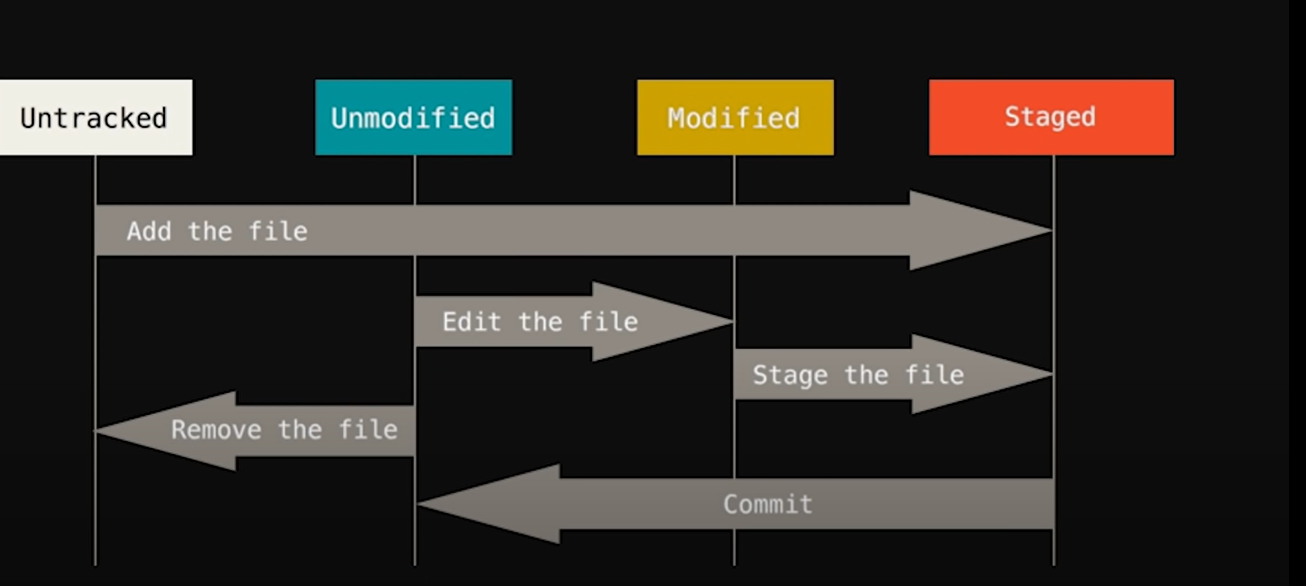 Untracked
Unmodified
Modified
Staged
Add the file
Edit the file
Stage the file
Remove the file
Commit